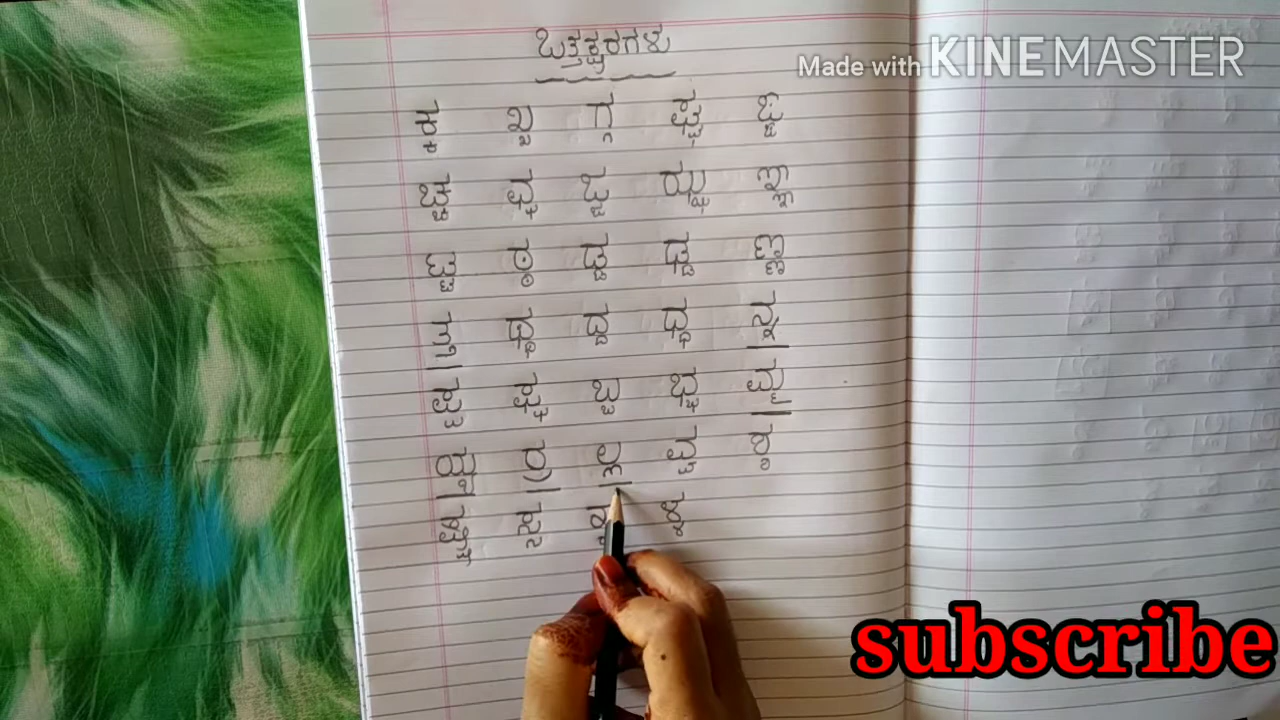 Made with KINEMASTER
ಒತ್ತಕ್ಷರಗಳು
ಕ್ಕ ಖ್ಖ ಗ್ಗ ಘ್ಘ ಜ್ಜ
ಚ್ಚ ಛ್ಛ ಜ್ಜ ಝ್ಝ ಞ್ಞ
ಟ್ಟ ಠ್ಠ ಡ್ಡ ಢ್ಢ ಣ್ಣ
ತ್ತ ಥ್ಥ ದ್ದ ಧ್ಧ ನ್ನ
ಪ್ಪ ಫ್ಫ ಬ್ಬ ಭ್ಭ ಮ್ಮ
ಯ್ಯ ರ್ರ ಲ್ಲ ವ್ವ ಶ್ಶ
ಷ್ಷ ಸ್ಸ ಳ್ಳ
subscribe